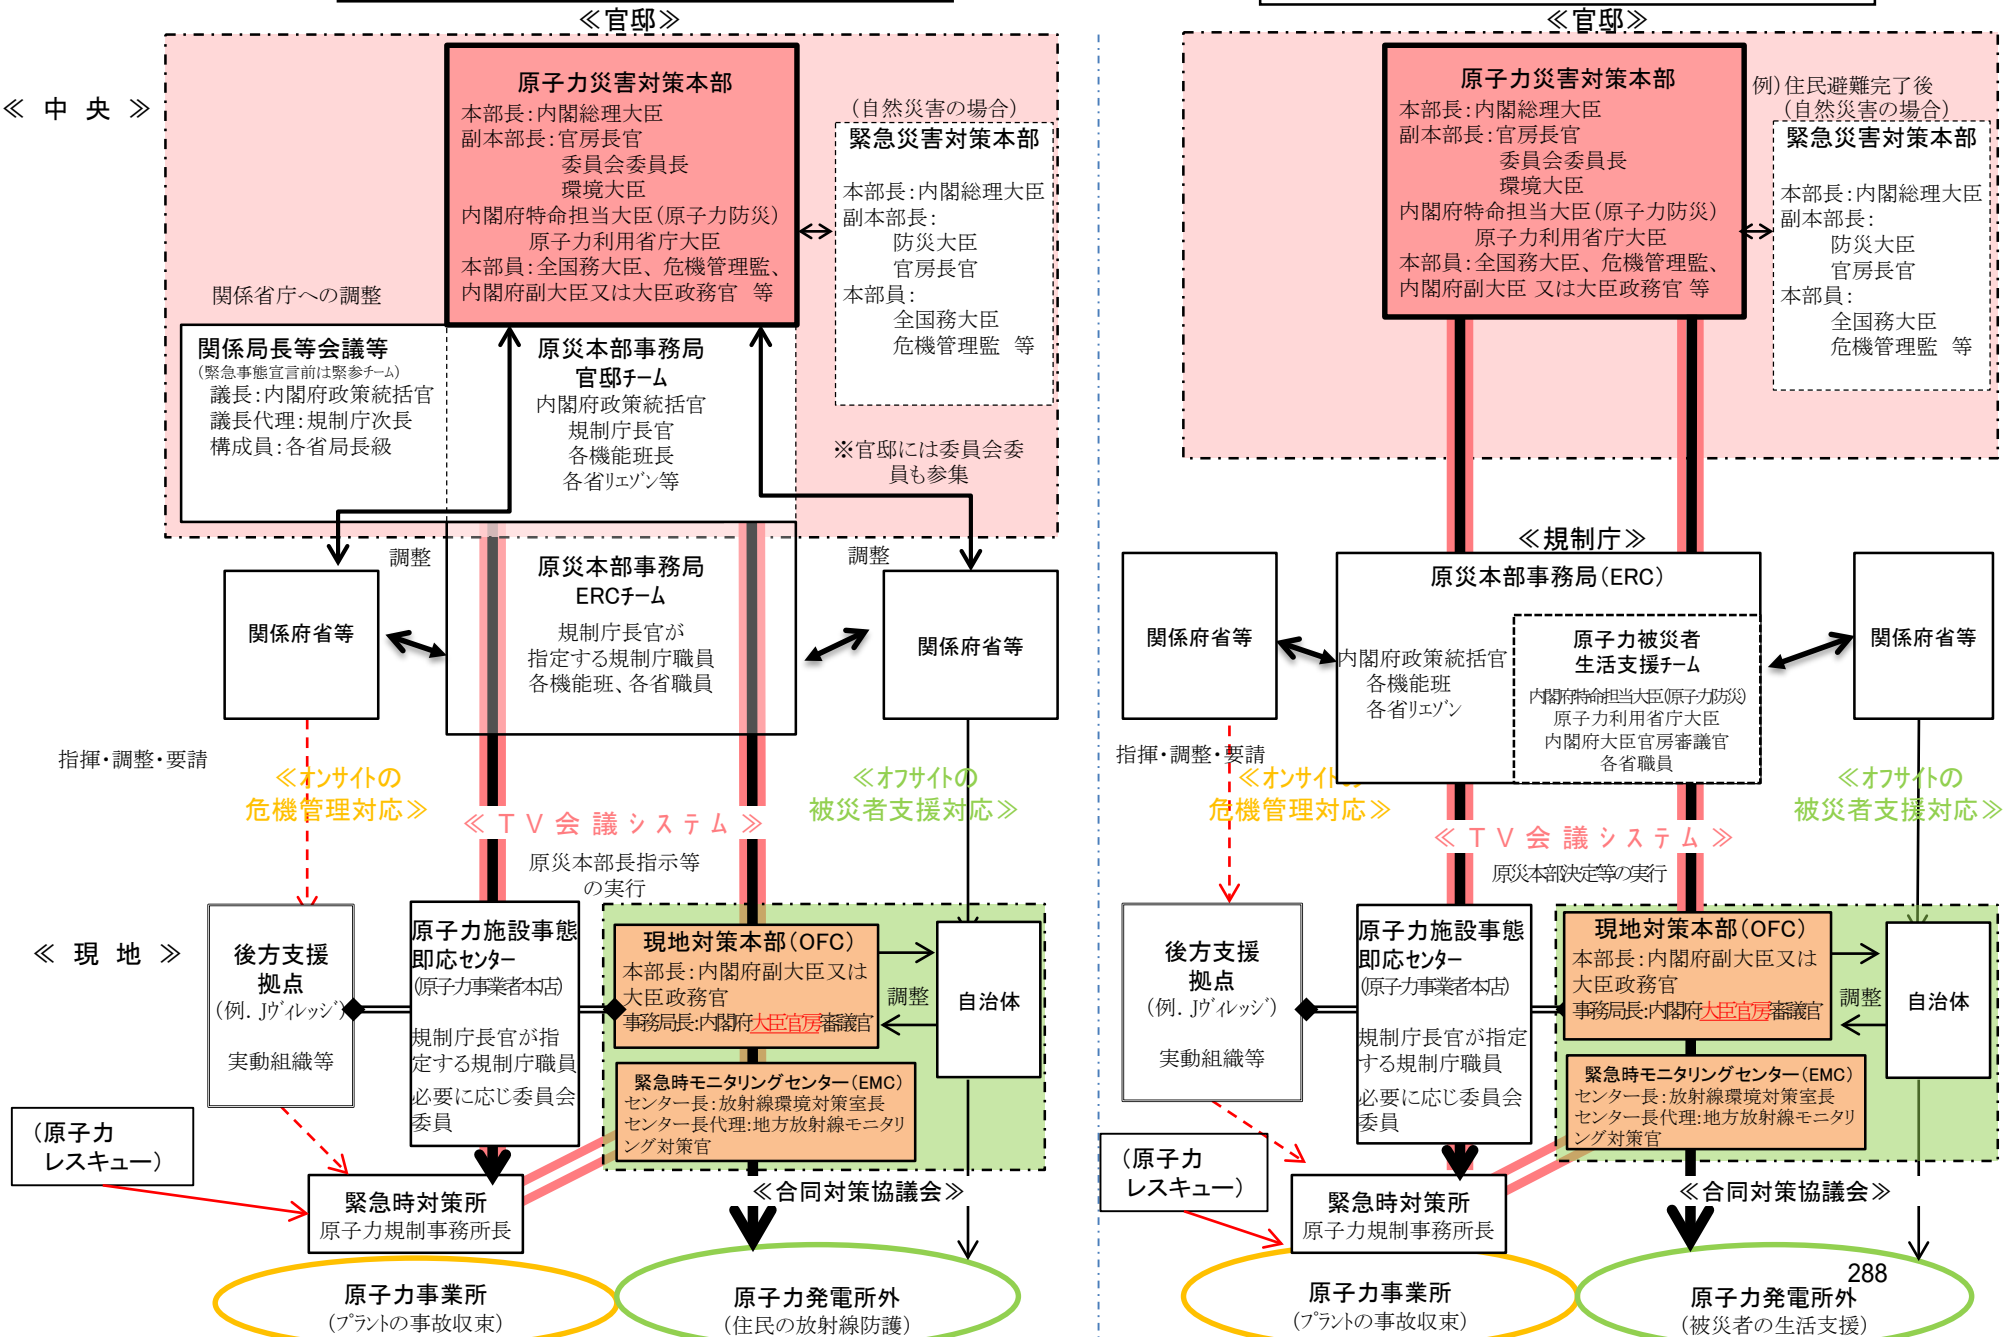 ≪官邸≫
≪ 中 央 ≫
原子力災害対策本部
本部長：内閣総理大臣
副本部長：官房長官
委員会委員長
環境大臣
内閣府特命担当大臣（原子力防災）
原子力利用省庁大臣
本部員：全国務大臣、危機管理監、
内閣府副大臣又は大臣政務官 等
（自然災害の場合）
緊急災害対策本部
本部長：内閣総理大臣
副本部長：
防災大臣
官房長官
本部員：
全国務大臣
危機管理監 等
関係省庁への調整
関係局長等会議等
（緊急事態宣言前は緊参チーム）
議長：内閣府政策統括官
議長代理：規制庁次長
構成員：各省局長級
原災本部事務局
官邸チーム
内閣府政策統括官
規制庁長官
各機能班長
各省リエゾン等
※官邸には委員会委
員も参集
調整
調整
原災本部事務局
ERCチーム
規制庁長官が
指定する規制庁職員
各機能班、各省職員
関係府省等
関係府省等
指揮・調整・要請
≪オンサイトの
危機管理対応≫
≪オフサイトの
被災者支援対応≫
≪ＴＶ会議システム≫
原災本部長指示等
の実行
≪ 現 地 ≫
後方支援
拠点
（例．Jヴィレッジ）
実動組織等
原子力施設事態
即応センター
（原子力事業者本店）
規制庁長官が指
定する規制庁職員
必要に応じ委員会
委員
現地対策本部（OFC）
本部長：内閣府副大臣又は
大臣政務官
事務局長：内閣府大臣官房審議官
調整
自治体
緊急時モニタリングセンター（EMC）
センター長：放射線環境対策室長
センター長代理：地方放射線モニタリ
ング対策官
（原子力
レスキュー）
≪合同対策協議会≫
緊急時対策所
原子力規制事務所長
原子力事業所
（プラントの事故収束）
原子力発電所外
（住民の放射線防護）
≪官邸≫
原子力災害対策本部
本部長：内閣総理大臣
副本部長：官房長官
委員会委員長
環境大臣
内閣府特命担当大臣（原子力防災）
原子力利用省庁大臣
本部員：全国務大臣、危機管理監、
内閣府副大臣 又は大臣政務官 等
例）住民避難完了後
（自然災害の場合）
緊急災害対策本部
本部長：内閣総理大臣
副本部長：
防災大臣
官房長官
本部員：
全国務大臣
危機管理監 等
≪規制庁≫
原災本部事務局（ERC）
関係府省等
内閣府政策統括官
各機能班
各省リエゾン
原子力被災者
生活支援チーム
内閣府特命担当大臣（原子力防災）
原子力利用省庁大臣
内閣府大臣官房審議官
各省職員
関係府省等
指揮・調整・要請
≪オンサイトの
危機管理対応≫
≪オフサイトの
被災者支援対応≫
≪ＴＶ会議システム≫
原災本部決定等の実行
後方支援
拠点
（例．Jヴィレッジ）
実動組織等
原子力施設事態
即応センター
（原子力事業者本店）
規制庁長官が指定
する規制庁職員
必要に応じ委員会
委員
現地対策本部（OFC）
本部長：内閣府副大臣又は
大臣政務官
事務局長：内閣府大臣官房審議官
調整
自治体
緊急時モニタリングセンター（EMC）
センター長：放射線環境対策室長
センター長代理：地方放射線モニタリ
ング対策官
（原子力
レスキュー）
≪合同対策協議会≫
緊急時対策所
原子力規制事務所長
原子力事業所
（プラントの事故収束）
288
原子力発電所外
（被災者の生活支援）